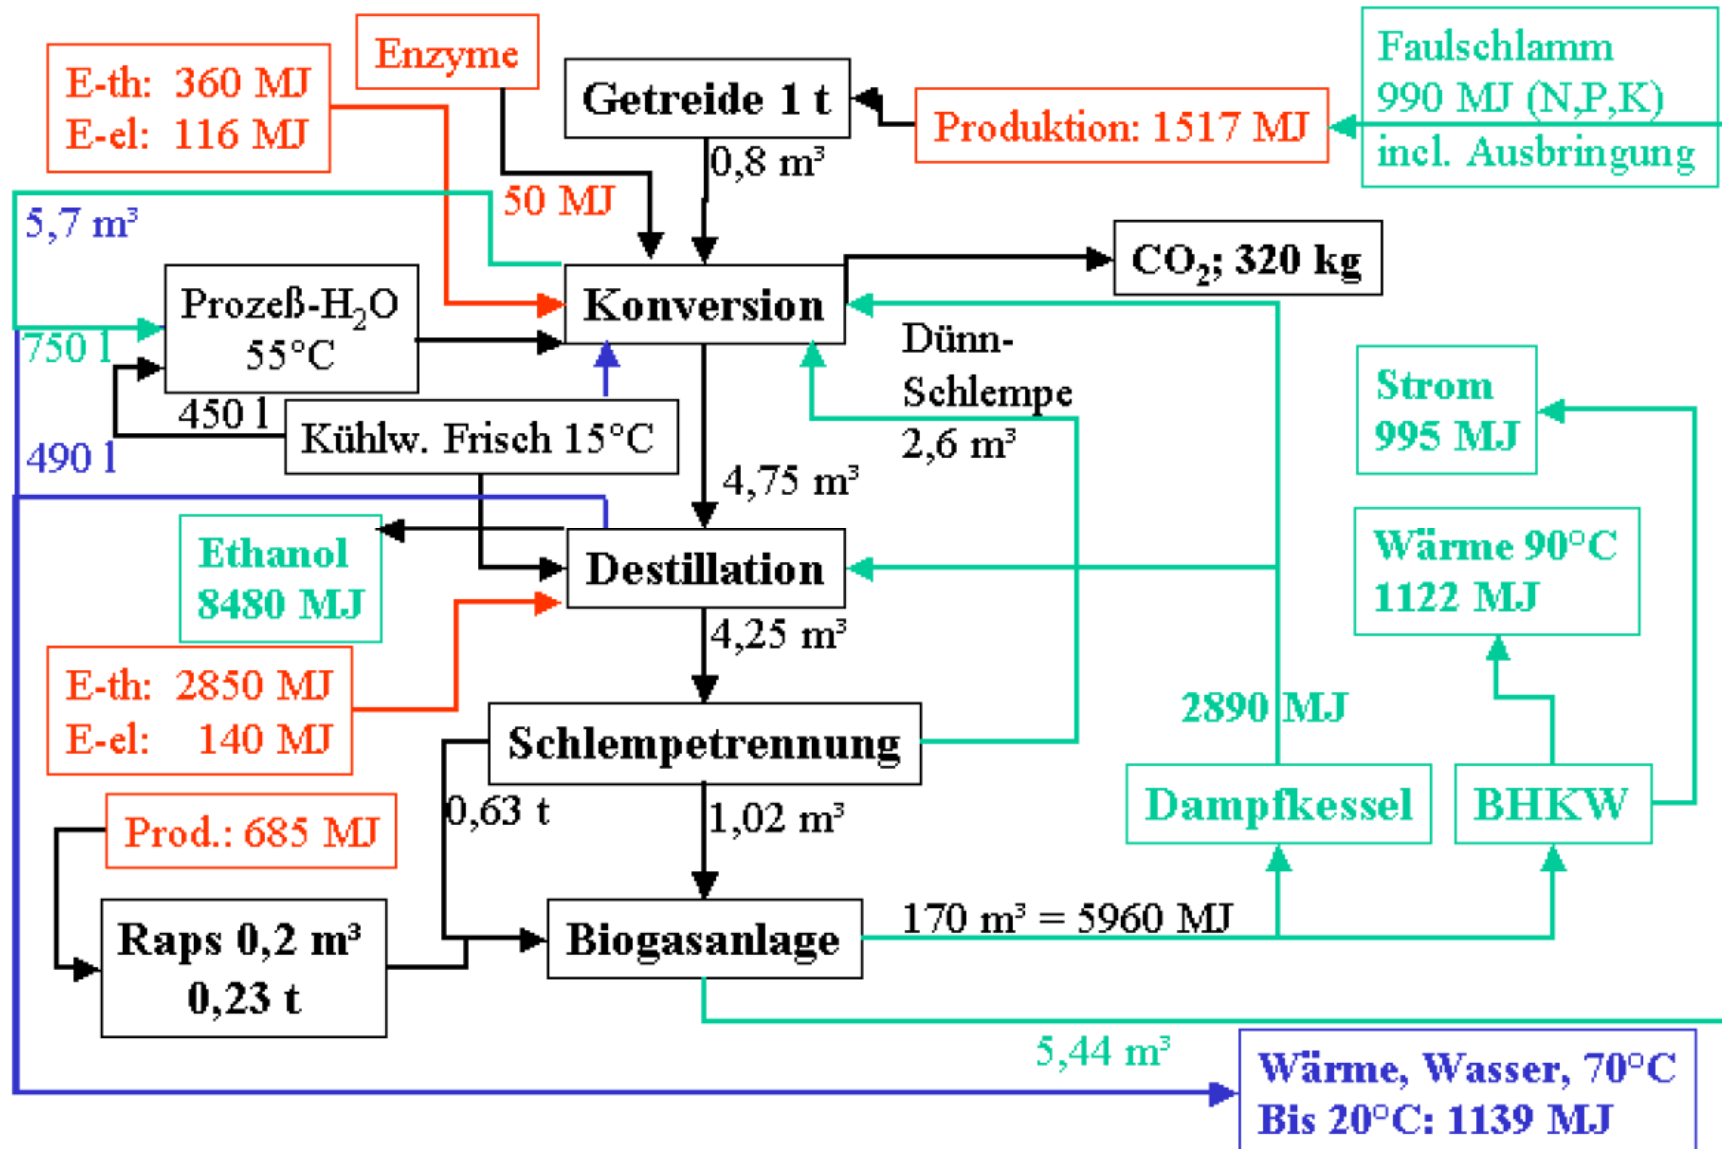 E-th: 360 MJ
E-el: 116 MJ
Enzyme
50 MJ
Getreide 1 t
0,8 m³
Produktion: 1517 MJ
Faulschlamm
990 MJ (N,P,K)
incl. Ausbringung
5,7 m³
CO₂; 320 kg
Konversion
Prozeß-H₂O
55°C
750 l
450 l
Kühlw. Frisch 15°C
490 l
Dünn-
Schlempe
2,6 m³
Strom
995 MJ
4,75 m³
Ethanol
8480 MJ
Destillation
Wärme 90°C
1122 MJ
4,25 m³
E-th: 2850 MJ
E-el: 140 MJ
Schlempetrennung
2890 MJ
0,63 t
1,02 m³
Dampfkessel
BHKW
Prod.: 685 MJ
Raps 0,2 m³
0,23 t
Biogasanlage
170 m³ = 5960 MJ
5,44 m³
Wärme, Wasser, 70°C
Bis 20°C: 1139 MJ